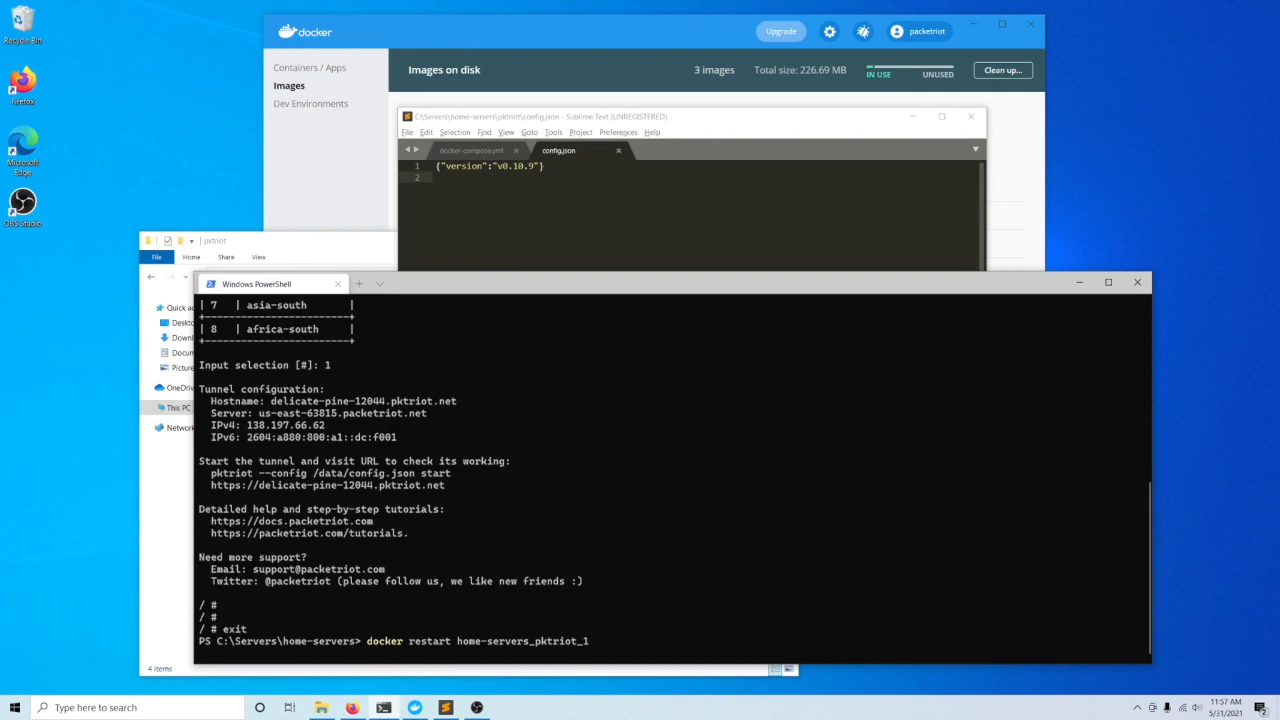 Recycle Bin
Firefox
Microsoft
Edge
OBS Studio
docker
Upgrade
packetriot
Containers / Apps
Images
Dev Environments
Images on disk
3 images
Total size: 226.69 MB
IN USE
UNUSED
Clean up...
C:\Servers\home-servers\pktriot\config.json - Sublime Text (UNREGISTERED)
File Edit Selection Find View Goto Tools Project Preferences Help
docker-compose.yml
config.json
1 {"version":"v0.10.9"}
2
pktriot
File Home Share View
Quick ac
Deskto
Downl
Docum
Picture
OneDriv
This PC
Network
4 items
Windows PowerShell
| 7 | asia-south |
+------+------------------+
| 8 | africa-south |
+------+------------------+
Input selection [#]: 1
Tunnel configuration:
Hostname: delicate-pine-12044.pktriot.net
Server: us-east-63815.packetriot.net
IPv4: 138.197.66.62
IPv6: 2604:a880:800:a1::dc:f001
Start the tunnel and visit URL to check its working:
pktriot --config /data/config.json start
https://delicate-pine-12044.pktriot.net
Detailed help and step-by-step tutorials:
https://docs.packetriot.com
https://packetriot.com/tutorials.
Need more support?
Email: support@packetriot.com
Twitter: @packetriot (please follow us, we like new friends :)
/ #
/ #
/ # exit
PS C:\Servers\home-servers> docker restart home-servers_pktriot_1
Type here to search
11:57 AM
5/31/2021
2